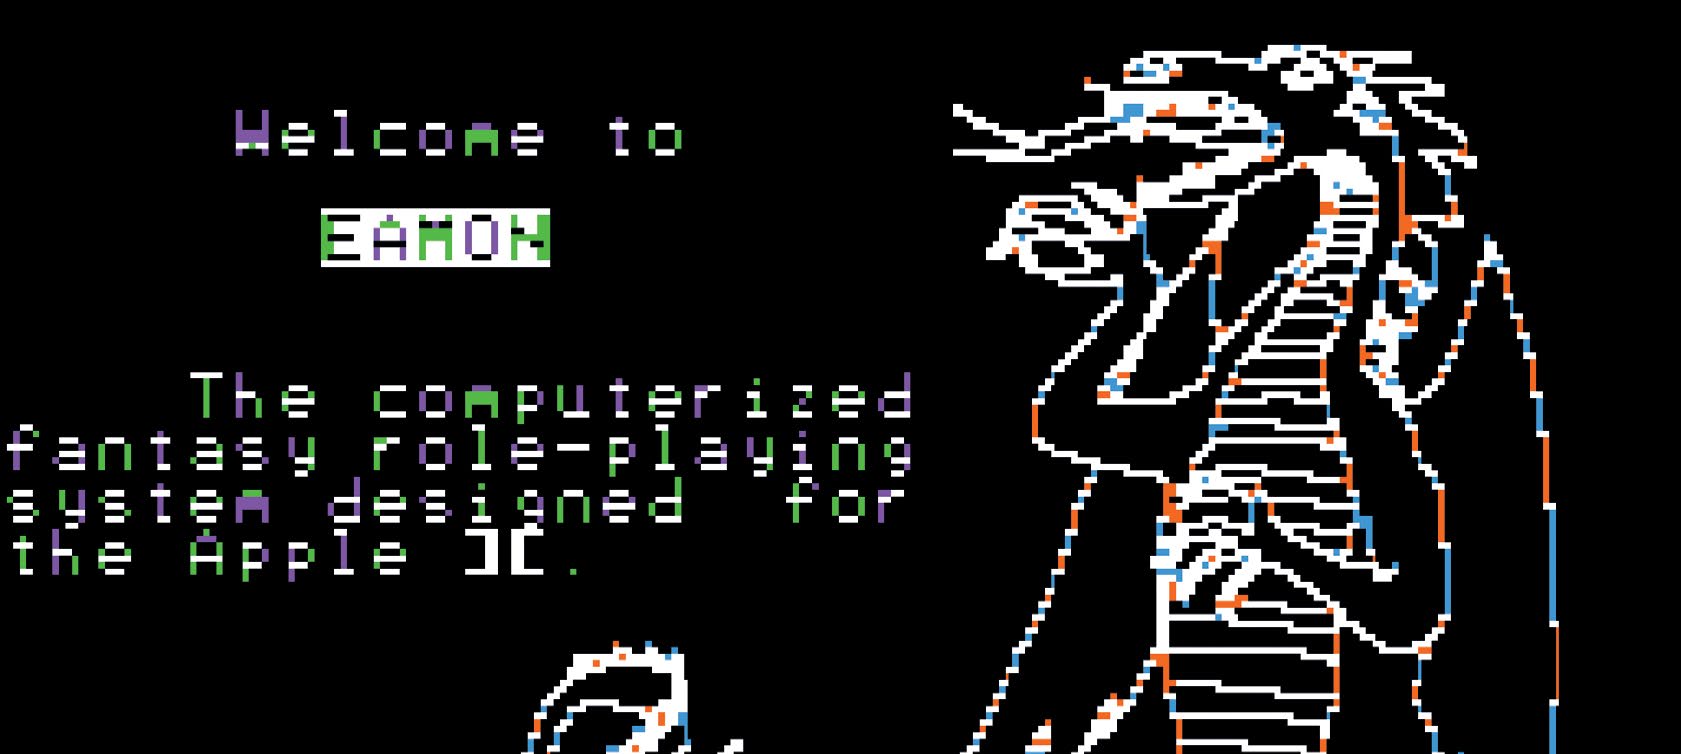 Welcome to
EAMON
The computerized
fantasy role-playing
system designed for
the Apple ][.